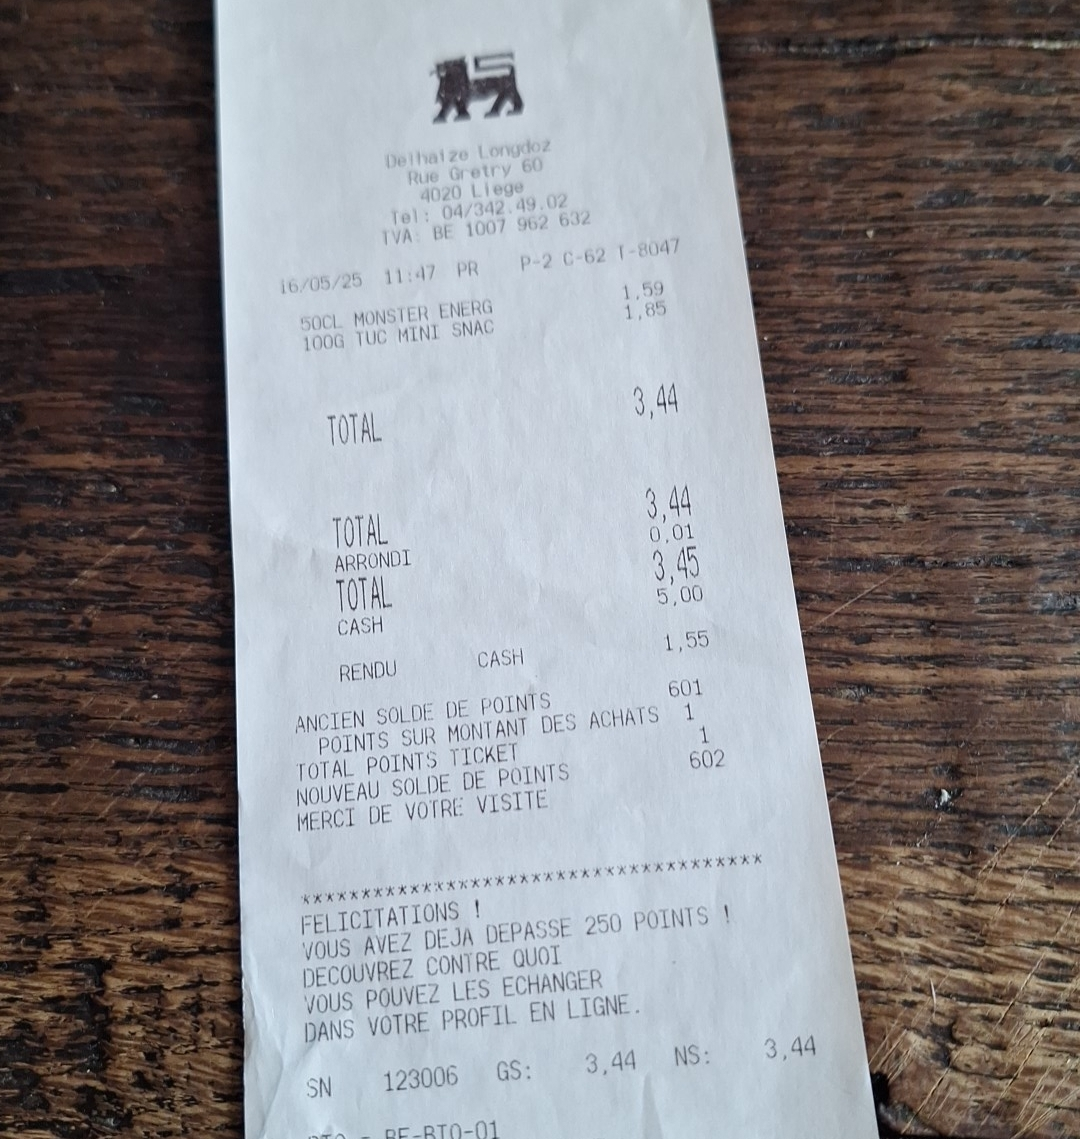 Delhaize Longdoz
Rue Gretry 60
4020 Liege
Tel: 04/342.49.02
TVA: BE 1007 962 632
16/05/25 11:47 PR P-2 C-62 T-8047
50CL MONSTER ENERG 1,59
100G TUC MINI SNAC 1,85
TOTAL 3,44
TOTAL 3,44
ARRONDI 0,01
TOTAL 3,45
CASH 5,00
RENDU CASH 1,55
ANCIEN SOLDE DE POINTS 601
POINTS SUR MONTANT DES ACHATS 1
TOTAL POINTS TICKET 1
NOUVEAU SOLDE DE POINTS 602
MERCI DE VOTRE VISITE
**************************************
FELICITATIONS !
VOUS AVEZ DEJA DEPASSE 250 POINTS !
DECOUVREZ CONTRE QUOI
VOUS POUVEZ LES ECHANGER
DANS VOTRE PROFIL EN LIGNE.
SN 123006 GS: 3,44 NS: 3,44
- BE-BTO-01